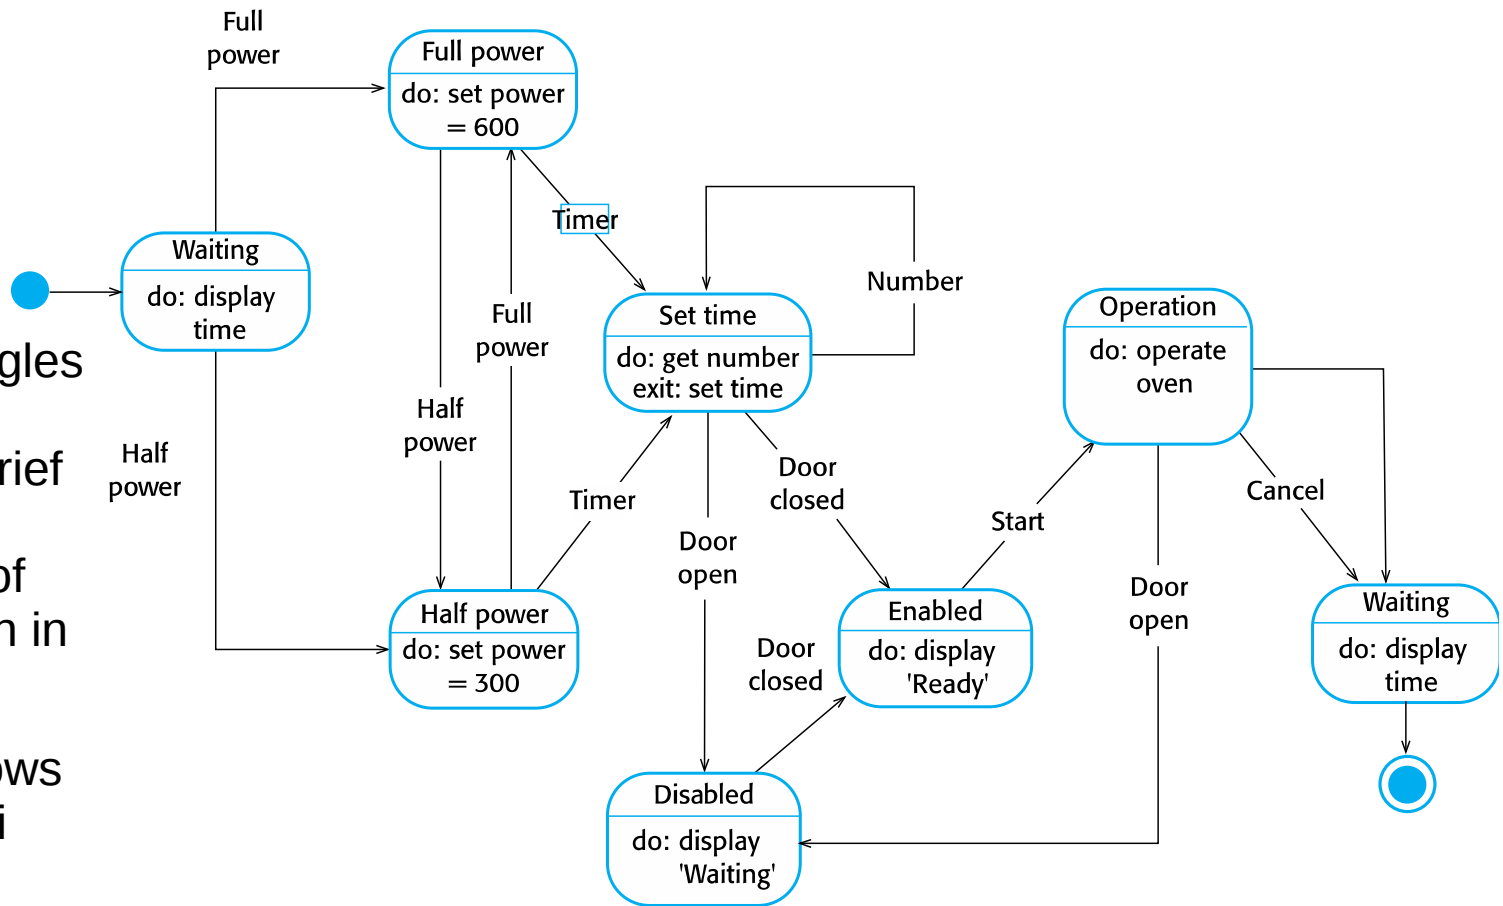 Full
power
Full power
do: set power
= 600
Timer
Waiting
do: display
time
Number
Full
power
Set time
do: get number
exit: set time
Operation
do: operate
oven
gles
Half
power
Half
power
rief
Door
closed
Timer
Cancel
Start
Door
open
of
Door
open
n in
Half power
do: set power
= 300
Enabled
do: display
'Ready'
Waiting
do: display
time
Door
closed
ows
i
Disabled
do: display
'Waiting'